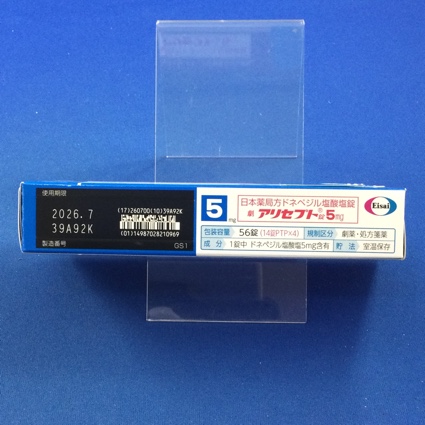 使用期限
2026.7
39A92K
製造番号
(17)260700(10)39A92K
(01)14987028210969
GS1
5mg
日本薬局方ドネペジル塩酸塩錠
劇 アリセプト®錠5mg
Eisai
包装容量 56錠(14錠PTP×4) 規制区分 劇薬・処方箋薬
成分 1錠中 ドネペジル塩酸塩5mg含有 貯法 室温保存